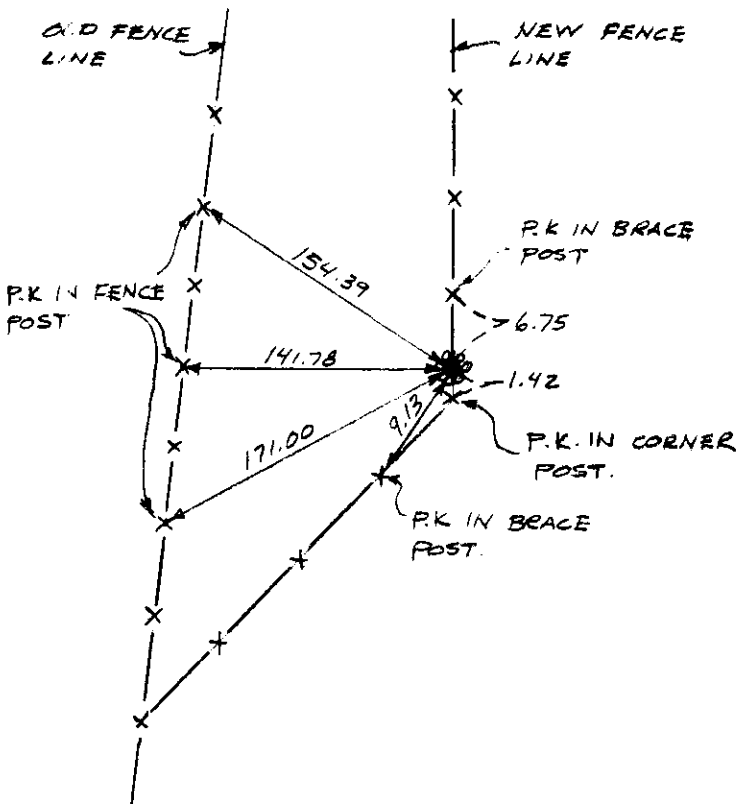 OLD FENCE
LINE
NEW FENCE
LINE
P.K IN BRACE
POST
154.39
P.K IN FENCE
POST
6.75
141.78
1.42
9.13
171.00
P.K. IN CORNER
POST.
P.K IN BRACE
POST.